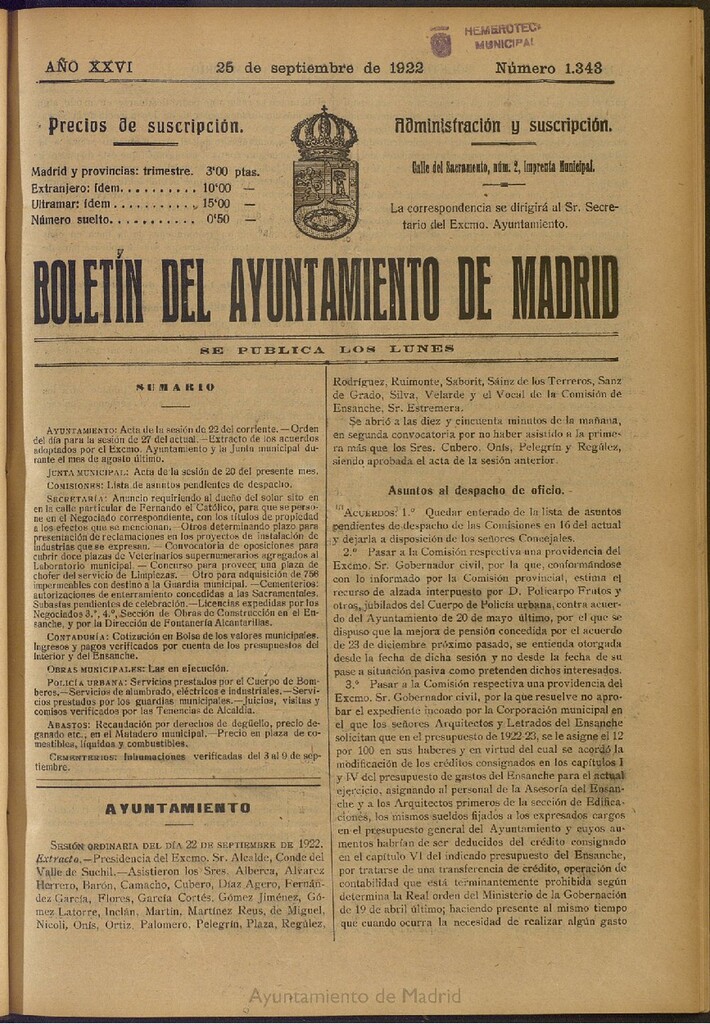 HEMEROTECA
MUNICIPAL
AÑO XXVI
25 de septiembre de 1922
Número 1.343
Precios de suscripción.
Madrid y provincias: trimestre. 3'00 ptas.
Extranjero: ídem.......... 10'00 —
Ultramar: ídem........... 15'00 —
Número suelto........... 0'50 —
Administración y suscripción.
Calle del Sacramento, núm. 2, Imprenta Municipal.
La correspondencia se dirigirá al Sr. Secre-
tario del Excmo. Ayuntamiento.
BOLETÍN DEL AYUNTAMIENTO DE MADRID
SE PUBLICA LOS LUNES
SUMARIO
AYUNTAMIENTO: Acta de la sesión de 22 del corriente.—Orden
del día para la sesión de 27 del actual.—Extracto de los acuerdos
adoptados por el Excmo. Ayuntamiento y la Junta municipal du-
rante el mes de agosto último.
JUNTA MUNICIPAL: Acta de la sesión de 20 del presente mes.
COMISIONES: Lista de asuntos pendientes de despacho.
SECRETARÍA: Anuncio requiriendo al dueño del solar sito en
en la calle particular de Fernando el Católico, para que se perso-
ne en el Negociado correspondiente, con los títulos de propiedad
a los efectos que se mencionan.—Otros determinando plazo para
presentación de reclamaciones en los proyectos de instalación de
industrias que se expresan.—Convocatoria de oposiciones para
cubrir doce plazas de Veterinarios supernumerarios agregados al
Laboratorio municipal.—Concurso para proveer una plaza de
chofer del servicio de Limpiezas.—Otro para adquisición de 756
impermeables con destino a la Guardia municipal.—Cementerios:
autorizaciones de enterramiento concedidas a las Sacramentales.
Subastas pendientes de celebración.—Licencias expedidas por los
Negociados 3.º, 4.º, Sección de Obras de Construcción en el En-
sanche, y por la Dirección de Fontanería Alcantarillas.
CONTADURÍA: Cotización en Bolsa de los valores municipales.
Ingresos y pagos verificados por cuenta de los presupuestos del
Interior y del Ensanche.
OBRAS MUNICIPALES: Las en ejecución.
POLICÍA URBANA: Servicios prestados por el Cuerpo de Bom-
beros.—Servicios de alumbrado, eléctricos e industriales.—Servi-
cios prestados por los guardias municipales.—Juicios, visitas y
comisos verificados por las Tenencias de Alcaldía.
ABASTOS: Recaudación por derechos de degüello, precio de
ganado etc., en el Matadero municipal.—Precio en plaza de co-
mestibles, líquidos y combustibles.
CEMENTERIOS: Inhumaciones verificadas del 3 al 9 de sep-
tiembre.
AYUNTAMIENTO
SESIÓN ORDINARIA DEL DÍA 22 DE SEPTIEMBRE DE 1922.
Extracto.—Presidencia del Excmo. Sr. Alcalde, Conde del
Valle de Suchil.—Asistieron los Sres. Alberca, Alvarez
Herrero, Barón, Camacho, Cubero, Díaz Agero, Fernán-
dez García, Flores, García Cortés, Gómez Jiménez, Gó-
mez Latorre, Inclán, Martín, Martínez Reus, de Miguel,
Nicoli, Onís, Ortiz, Palomero, Pelegrín, Plaza, Regúlez,
Rodríguez, Ruimonte, Saborit, Sáinz de los Terreros, Sanz
de Grado, Silva, Velarde y el Vocal de la Comisión de
Ensanche, Sr. Estremera.
Se abrió a las diez y cincuenta minutos de la mañana,
en segunda convocatoria por no haber asistido a la prime-
ra más que los Sres. Cubero, Onís, Pelegrín y Regúlez,
siendo aprobada el acta de la sesión anterior.
Asuntos al despacho de oficio.
ACUERDOS: 1.º Quedar enterado de la lista de asuntos
pendientes de despacho de las Comisiones en 16 del actual
y dejarla a disposición de los señores Concejales.
2.º Pasar a la Comisión respectiva una providencia del
Excmo. Sr. Gobernador civil, por la que, conformándose
con lo informado por la Comisión provincial, estima el
recurso de alzada interpuesto por D. Policarpo Frutos y
otros, jubilados del Cuerpo de Policía urbana, contra acuer-
do del Ayuntamiento de 20 de mayo último, por el que se
dispuso que la mejora de pensión concedida por el acuerdo
de 23 de diciembre próximo pasado, se entienda otorgada
desde la fecha de dicha sesión y no desde la fecha de su
pase a situación pasiva como pretenden dichos interesados.
3.º Pasar a la Comisión respectiva una providencia del
Excmo. Sr. Gobernador civil, por la que resuelve no apro-
bar el expediente incoado por la Corporación municipal en
el que los señores Arquitectos y Letrados del Ensanche
solicitan que en el presupuesto de 1922-23, se le asigne el 12
por 100 en sus haberes y en virtud del cual se acordó la
modificación de los créditos consignados en los capítulos I
y IV del presupuesto de gastos del Ensanche para el actual
ejercicio, asignando al personal de la Asesoría del Ensan-
che y a los Arquitectos primeros de la sección de Edifica-
ciones, los mismos sueldos fijados a los expresados cargos
en el presupuesto general del Ayuntamiento y cuyos au-
mentos habrían de ser deducidos del crédito consignado
en el capítulo VI del indicado presupuesto del Ensanche,
por tratarse de una transferencia de crédito, operación de
contabilidad que está terminantemente prohibida según
determina la Real orden del Ministerio de la Gobernación
de 19 de abril último; haciendo presente al mismo tiempo
que cuando ocurra la necesidad de realizar algún gasto
Ayuntamiento de Madrid